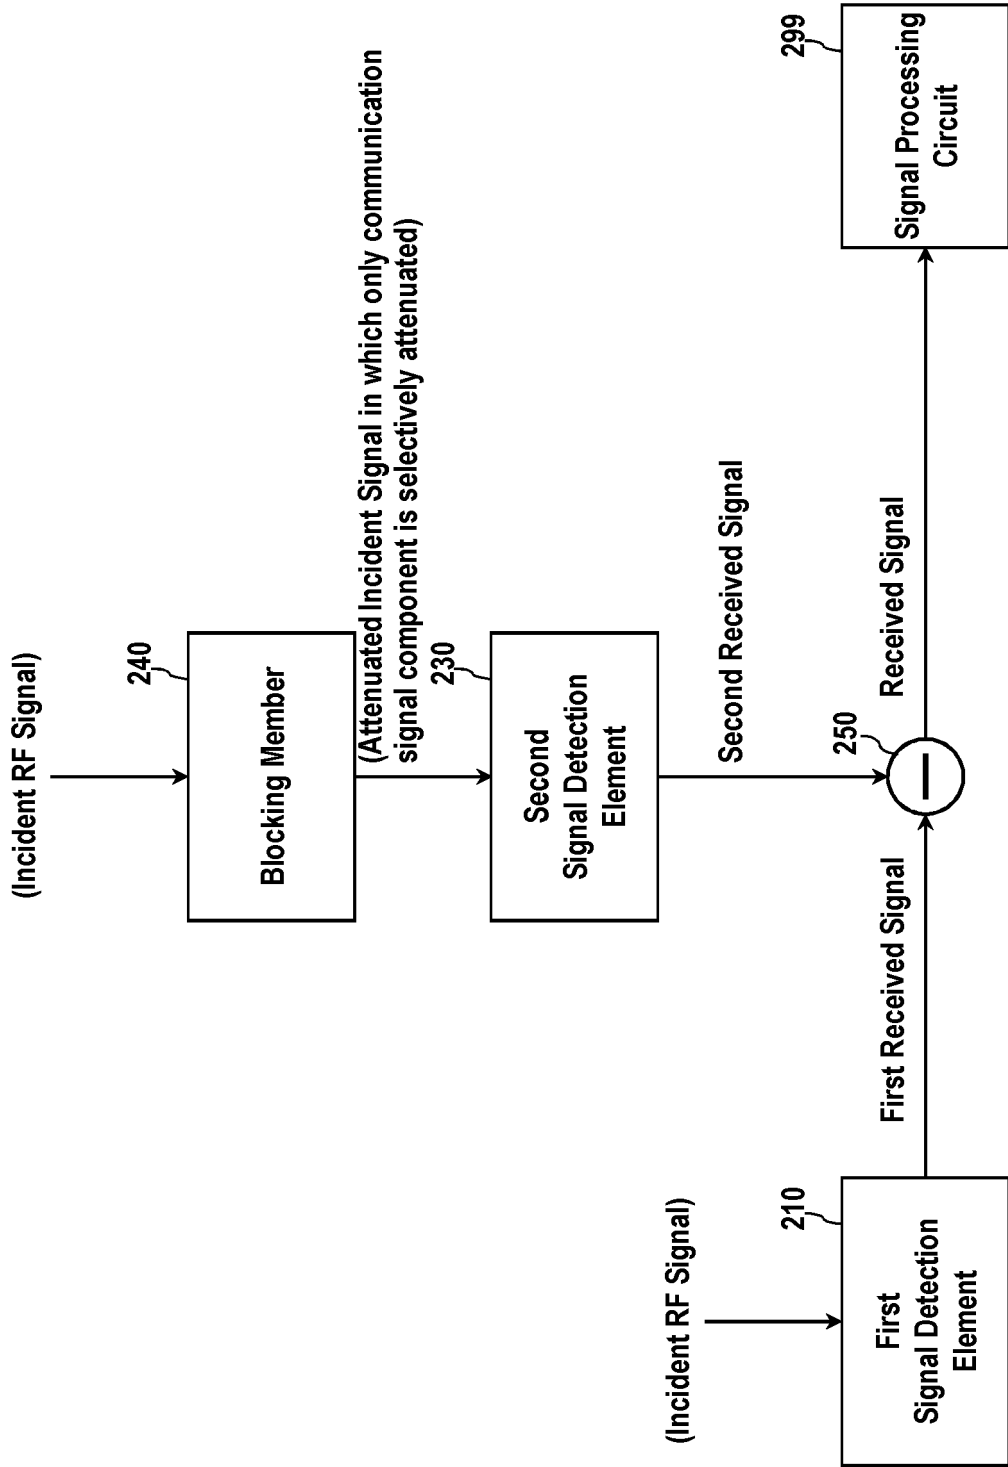 (Incident RF Signal)
240
Blocking Member
(Attenuated Incident Signal in which only communication
signal component is selectively attenuated)
230
Second
Signal Detection
Element
Second Received Signal
(Incident RF Signal)
210
First
Signal Detection
Element
First Received Signal
250
Received Signal
299
Signal Processing
Circuit